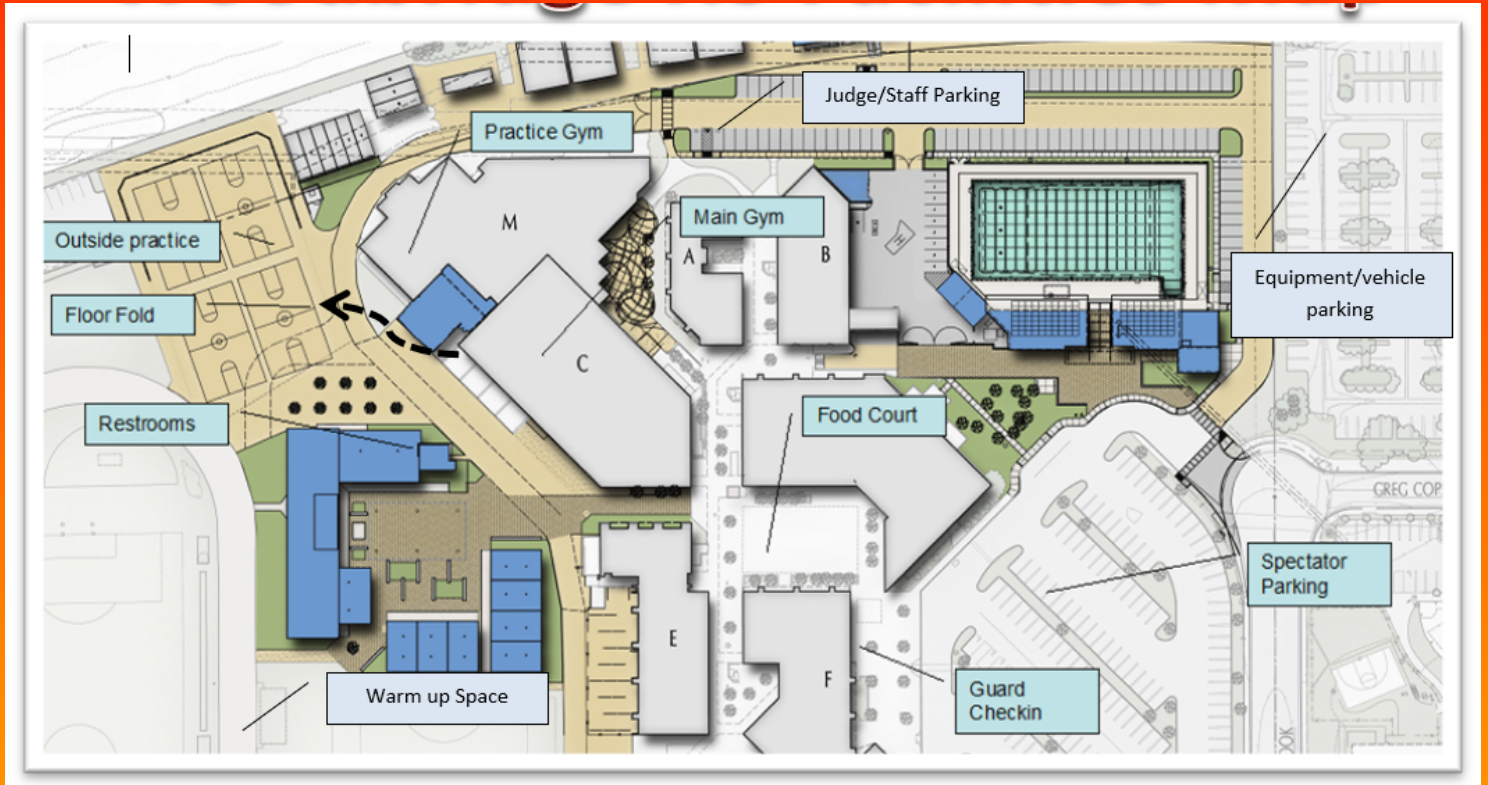 Judge/Staff Parking
Practice Gym
M
Main Gym
A
B
Outside practice
Equipment/vehicle
parking
Floor Fold
C
Restrooms
Food Court
GREG COP
Spectator
Parking
E
F
Warm up Space
Guard
Checkin
OOK